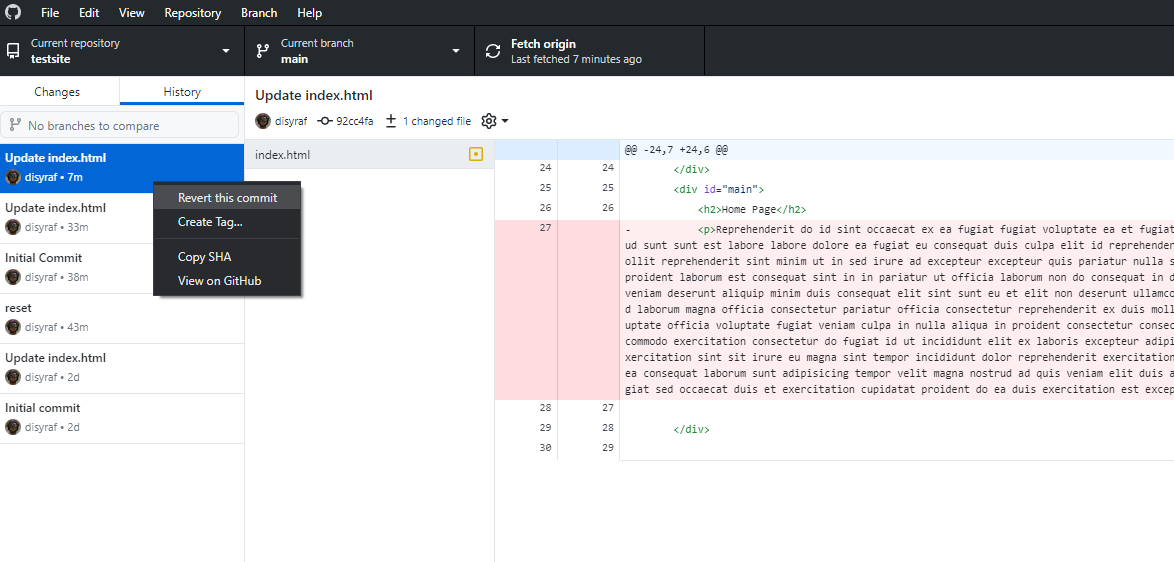 File Edit View Repository Branch Help
Current repository
testsite
Current branch
main
Fetch origin
Last fetched 7 minutes ago
Changes
History
No branches to compare
Update index.html
disyraf • 7m
Update index.html
disyraf • 33m
Initial Commit
disyraf • 38m
reset
disyraf • 43m
Update index.html
disyraf • 2d
Initial commit
disyraf • 2d
Revert this commit
Create Tag...
Copy SHA
View on GitHub
Update index.html
disyraf 92cc4fa 1 changed file
index.html
@@ -24,7 +24,6 @@
24 24 </div>
25 25 <div id="main">
26 26 <h2>Home Page</h2>
27 - <p>Reprehenderit do id sint occaecat ex ea fugiat fugiat voluptate ea et fugiat
ud sunt sunt est labore labore dolore ea fugiat eu consequat duis culpa elit id reprehender
ollit reprehenderit sint minim ut in sed irure ad excepteur excepteur quis pariatur nulla s
proident laborum est consequat sint in in pariatur ut officia laborum non do consequat in d
veniam deserunt aliquip minim duis consequat elit sint sunt eu et elit non deserunt ullamco
d laborum magna officia consectetur pariatur officia consectetur reprehenderit ex duis moll
uptate officia voluptate fugiat veniam culpa in nulla aliqua in proident consectetur consec
commodo exercitation consectetur do fugiat id ut incididunt elit ex laboris excepteur adipi
xercitation sint sit irure eu magna sint tempor incididunt dolor reprehenderit exercitation
ea consequat laborum sunt adipisicing tempor velit magna nostrud ad quis veniam elit duis a
giat sed occaecat duis et exercitation cupidatat proident do ea duis exercitation est excep
28 27
29 28 </div>
30 29